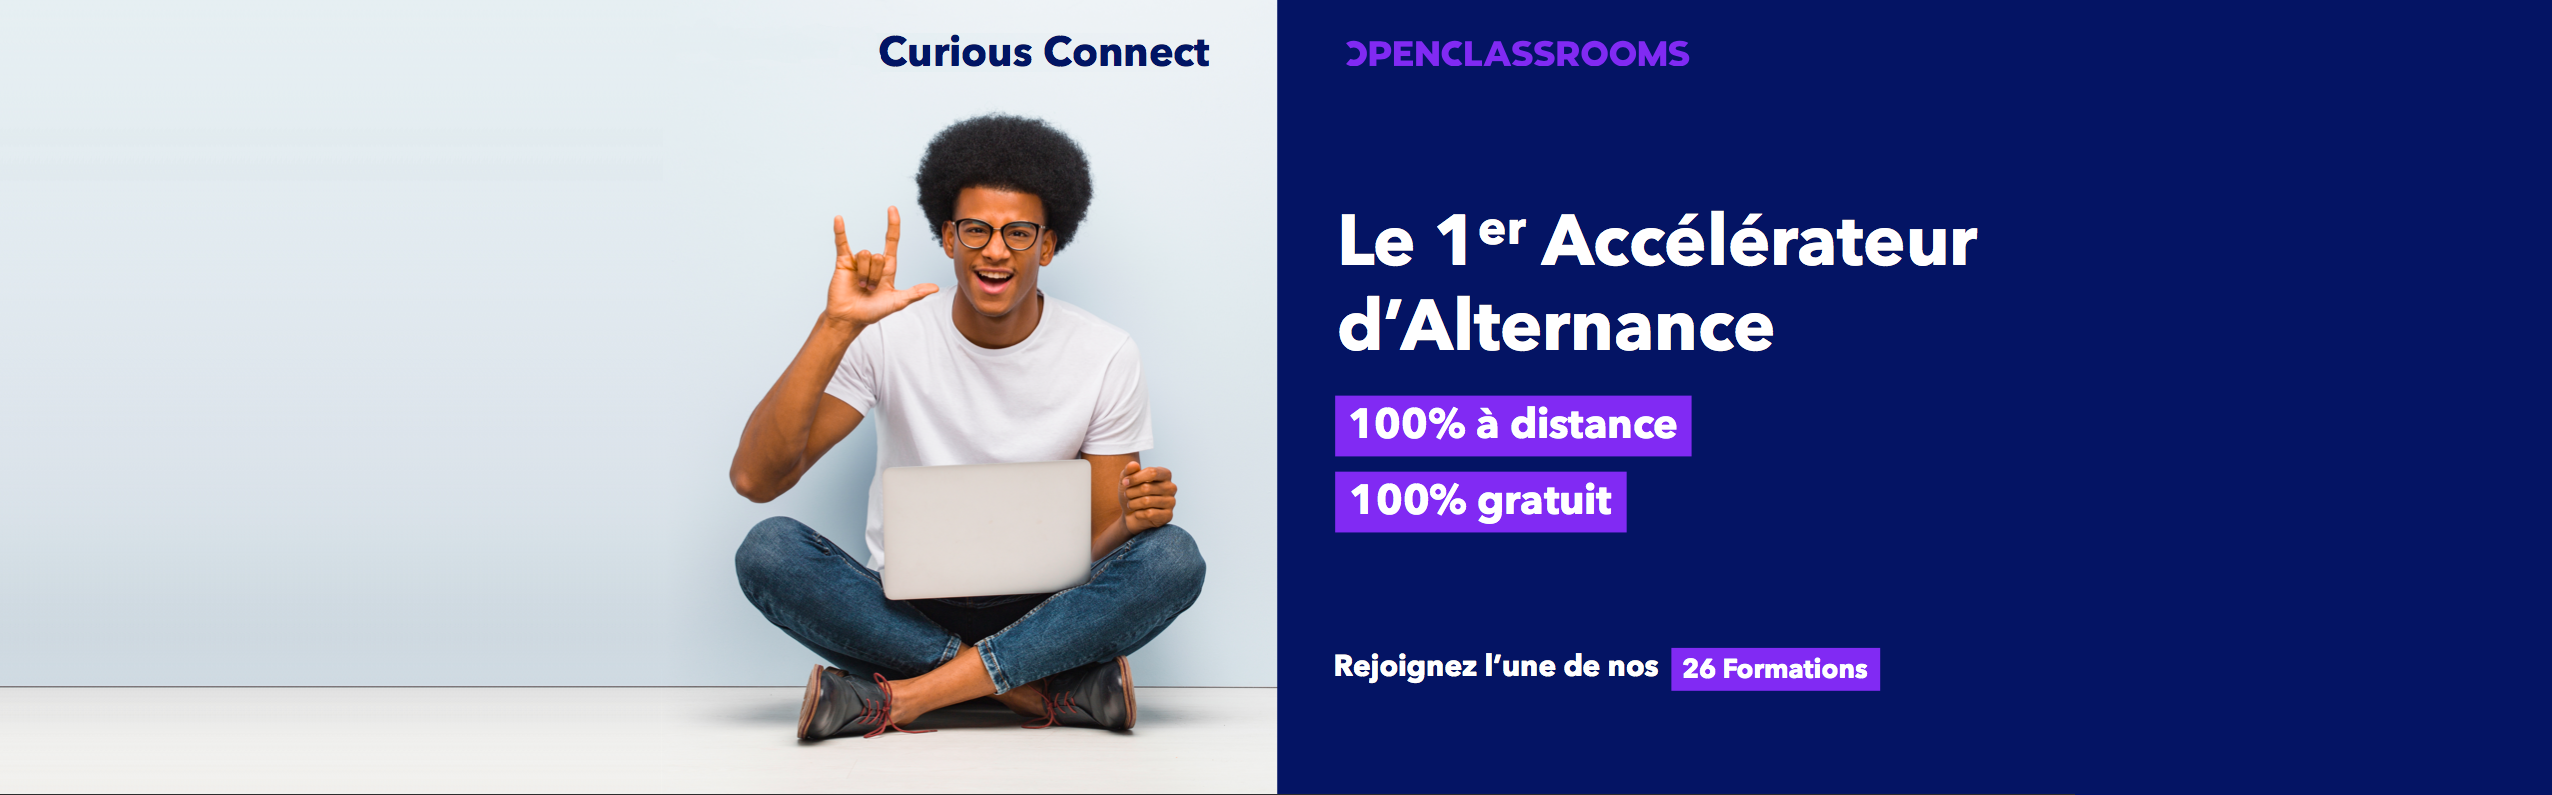 Curious Connect
OPENCLASSROOMS
Le 1er Accélérateur
d’Alternance
100% à distance
100% gratuit
Rejoignez l’une de nos 26 Formations